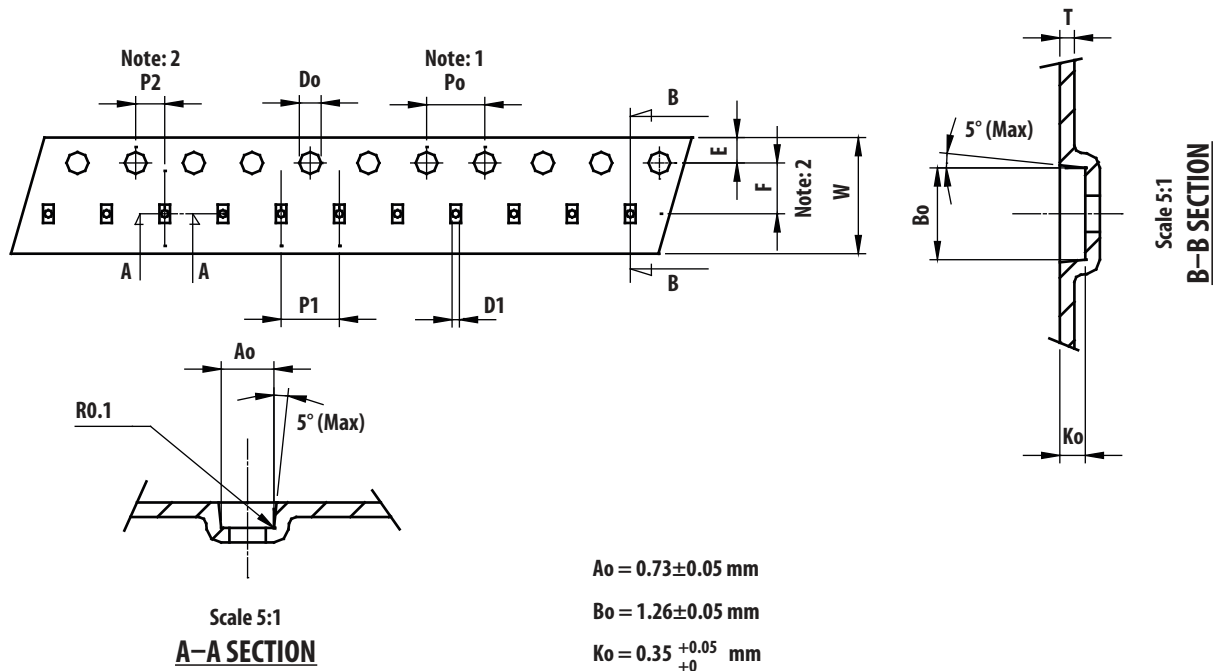 Note: 2
P2
Do
Note: 1
Po
B
E
F
Note: 2
W
A
A
P1
D1
B
T
5° (Max)
Bo
Ko
Scale 5:1
B–B SECTION
Ao
R0.1
5° (Max)
Scale 5:1
A–A SECTION
Ao = 0.73±0.05 mm
Bo = 1.26±0.05 mm
Ko = 0.35 +0.05 mm
±0